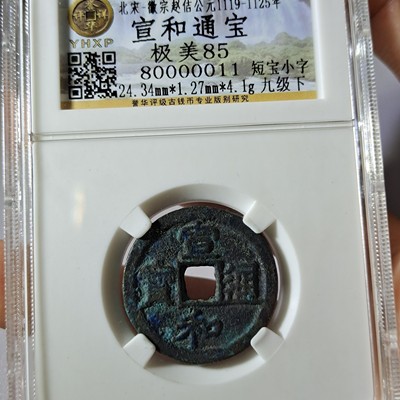 北宋-徽宗赵佶公元1119-1125年
宣和通宝
极美85
80000011 短宝小字
24.34mm*1.27mm*4.1g 九级下
誉华评级古钱币专业版别研究
YHXP
宣和通寳